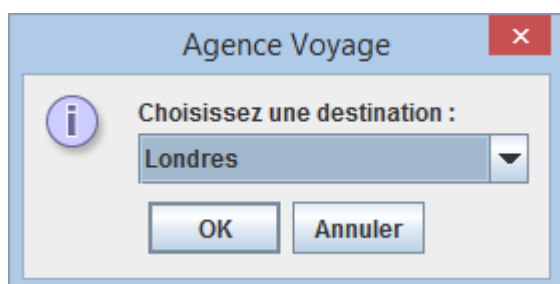 Agence Voyage
Choisissez une destination :
Londres
OK
Annuler